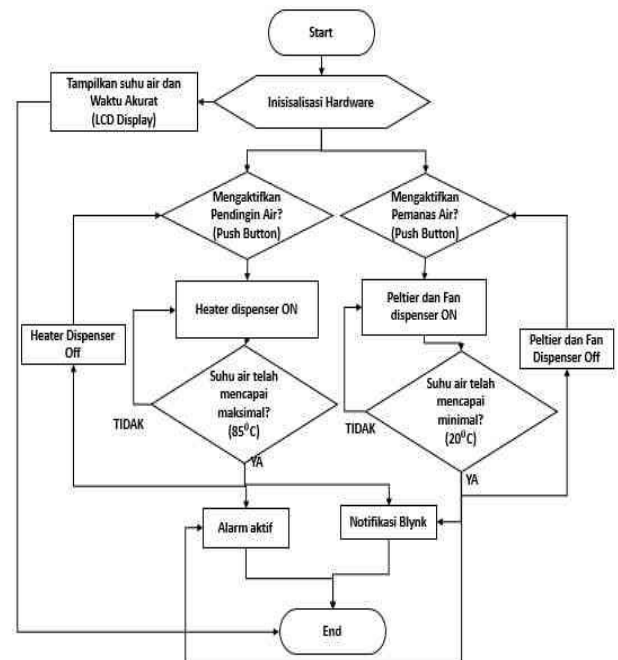 Start
Tampilkan suhu air dan
Waktu Akurat
(LCD Display)
Inisisalisasi Hardware
Mengaktifkan
Pendingin Air?
(Push Button)
Mengaktifkan
Pemanas Air?
(Push Button)
Heater dispenser ON
Peltier dan Fan
dispenser ON
Heater Dispenser
Off
Peltier dan Fan
Dispenser Off
Suhu air telah
mencapai
maksimal?
(85⁰C)
Suhu air telah
mencapai
minimal?
(20⁰C)
TIDAK
TIDAK
YA
YA
Alarm aktif
Notifikasi Blynk
End